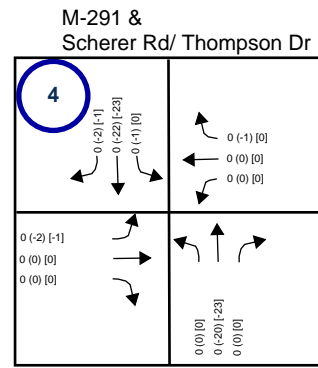 M-291 &
Scherer Rd/ Thompson Dr
4
0 (-2) [-1]
0 (-22) [-23]
0 (-1) [0]
0 (-1) [0]
0 (0) [0]
0 (0) [0]
0 (-2) [-1]
0 (0) [0]
0 (0) [0]
0 (0) [0]
0 (-20) [-23]
0 (0) [0]